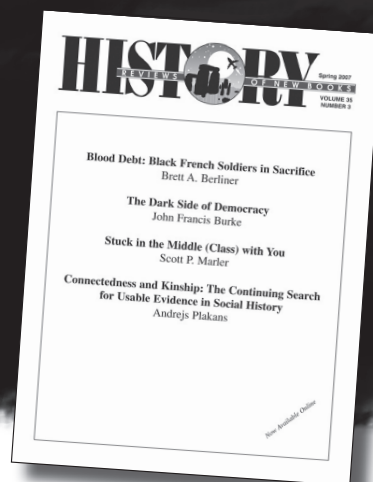 HISTORY
REVIEWS OF NEW BOOKS
Spring 2007
VOLUME 35
NUMBER 3
Blood Debt: Black French Soldiers in Sacrifice
Brett A. Berliner
The Dark Side of Democracy
John Francis Burke
Stuck in the Middle (Class) with You
Scott P. Marler
Connectedness and Kinship: The Continuing Search
for Usable Evidence in Social History
Andrejs Plakans
Now Available Online